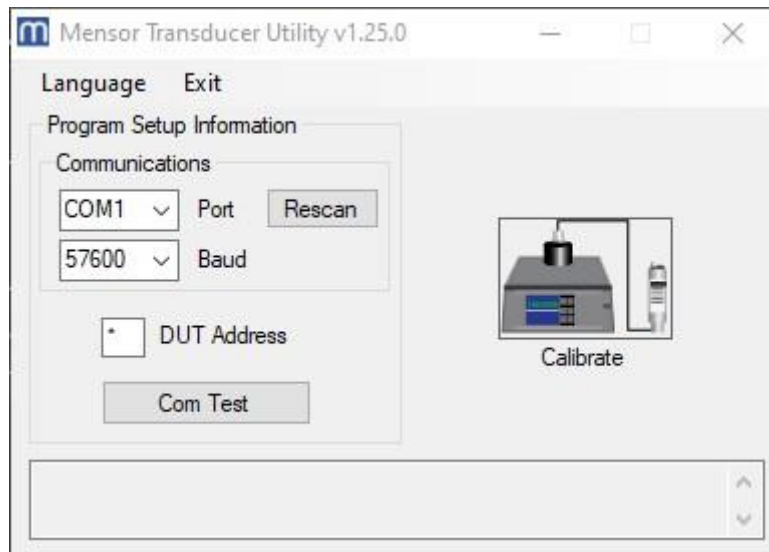 Mensor Transducer Utility v1.25.0
Language Exit
Program Setup Information
Communications
COM1 Port Rescan
57600 Baud
* DUT Address
Com Test
Calibrate